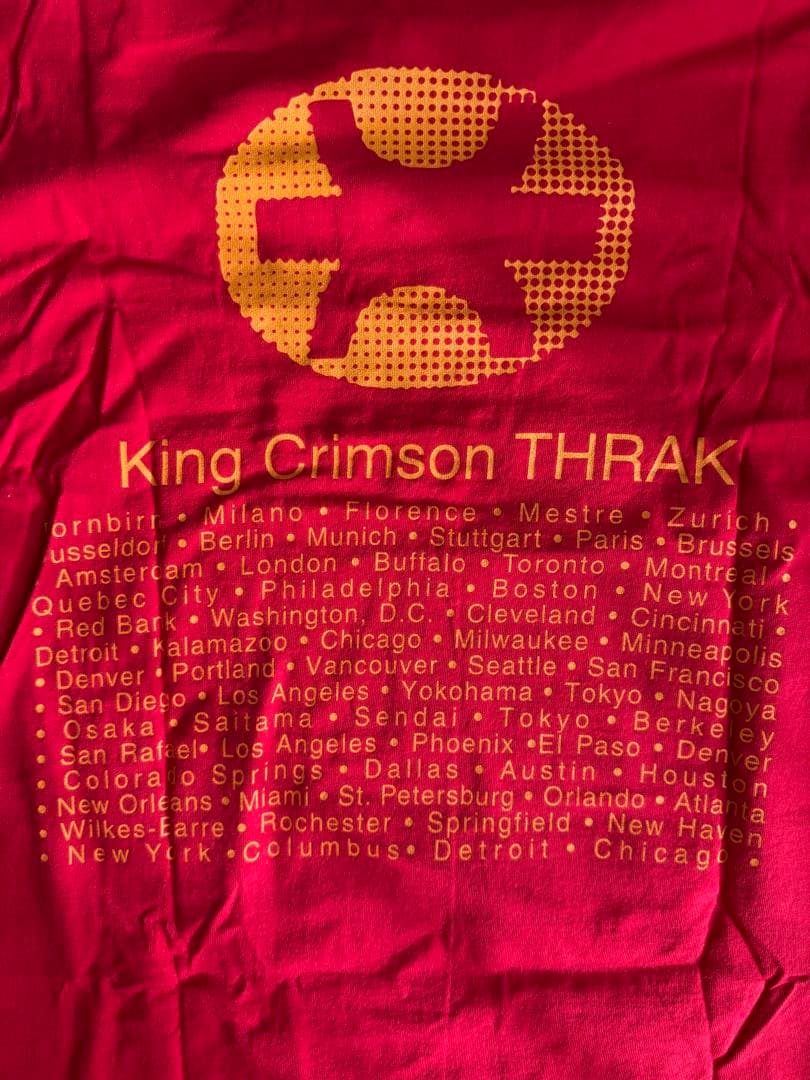 King Crimson THRAK
ornbirn • Milano • Florence • Mestre • Zurich •
usseldorf • Berlin • Munich • Stuttgart • Paris • Brussels
Amsterdam • London • Buffalo • Toronto • Montreal •
Quebec City • Philadelphia • Boston • New York
• Red Bank • Washington, D.C. • Cleveland • Cincinnati •
Detroit • Kalamazoo • Chicago • Milwaukee • Minneapolis
• Denver • Portland • Vancouver • Seattle • San Francisco
• San Diego • Los Angeles • Yokohama • Tokyo • Nagoya
• Osaka • Saitama • Sendai • Tokyo • Berkeley
• San Rafael• Los Angeles • Phoenix •El Paso • Denver
• Colorado Springs • Dallas • Austin • Houston
• New Orleans • Miami • St. Petersburg • Orlando • Atlanta
• Wilkes-Barre • Rochester • Springfield • New Haven
• New York •Columbus• Detroit • Chicago •